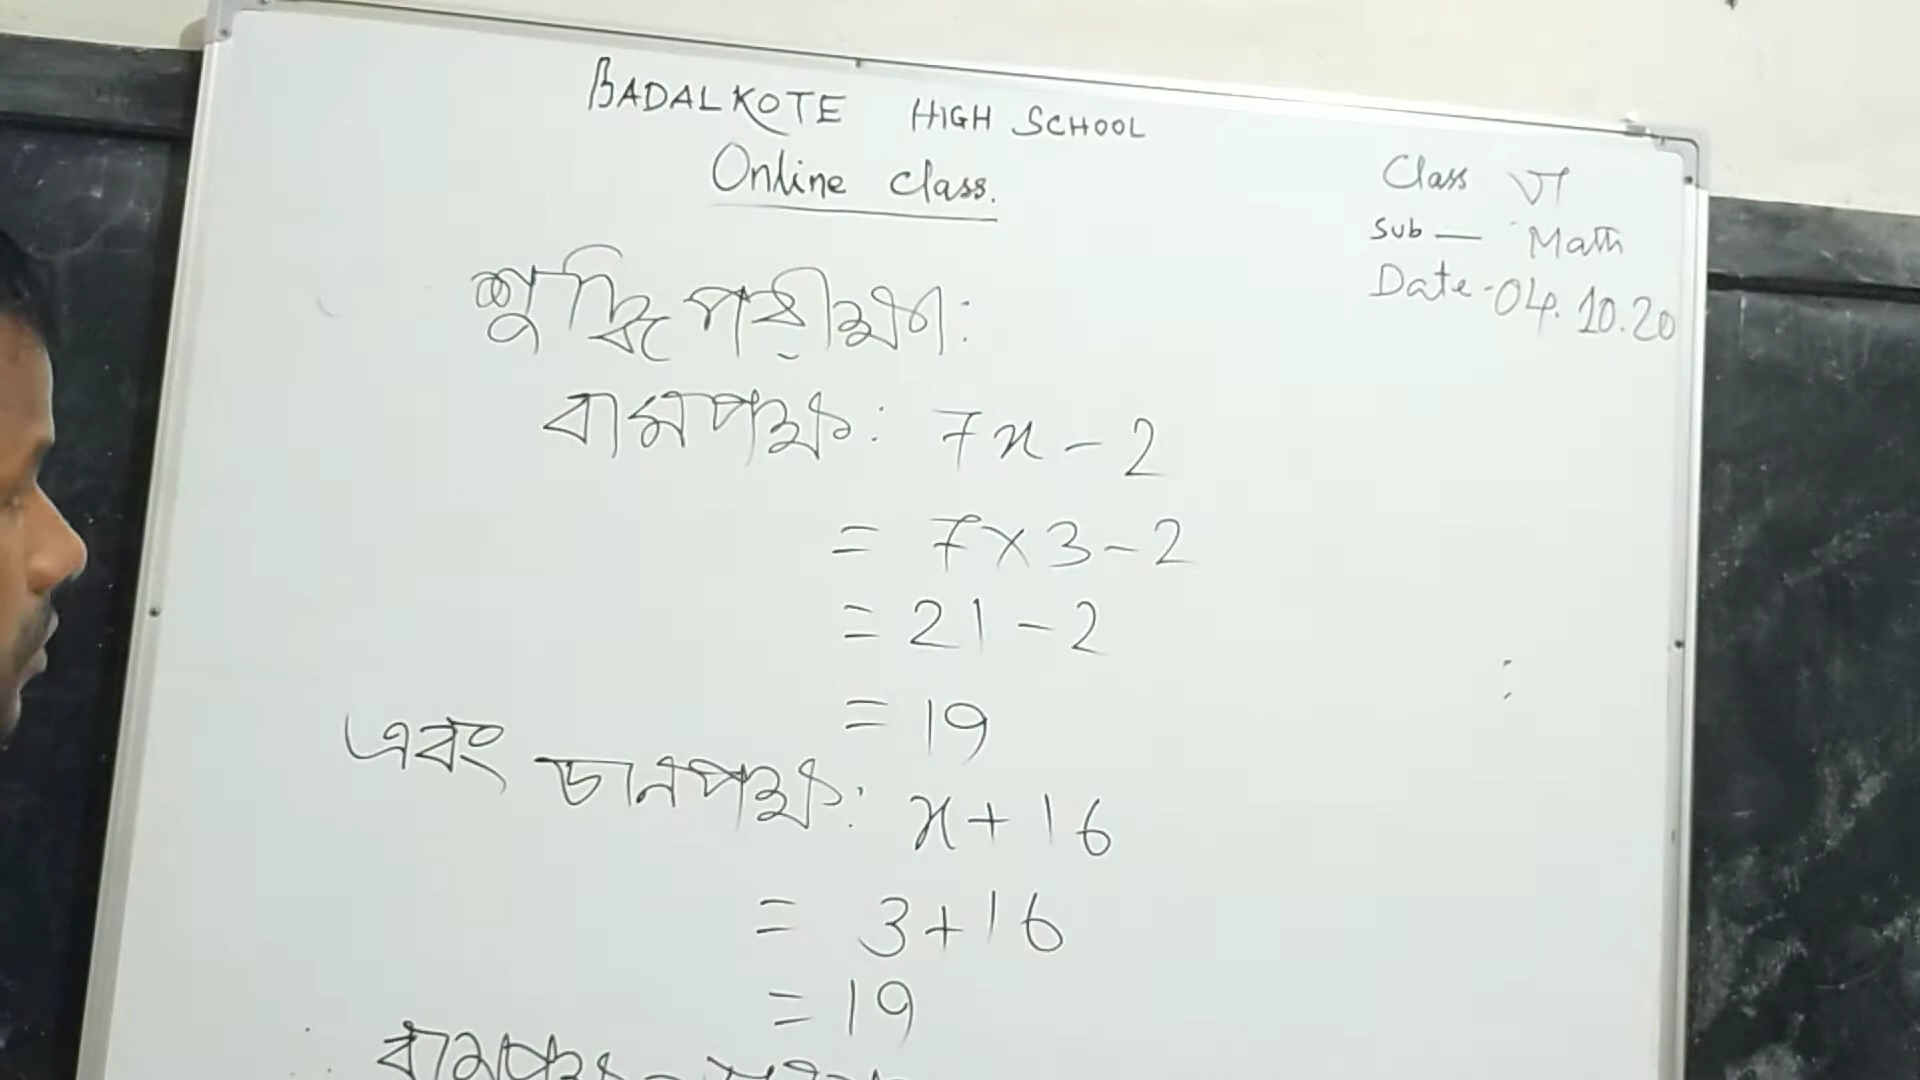 BADALKOTE HIGH SCHOOL
Online class.
Class VI
Sub — Math
Date - 04.10.20
শুদ্ধি পরীক্ষা:
বামপক্ষ: 7x - 2
= 7 × 3 - 2
= 21 - 2
= 19
এবং ডানপক্ষ: x + 16
= 3 + 16
= 19
বামপক্ষ =